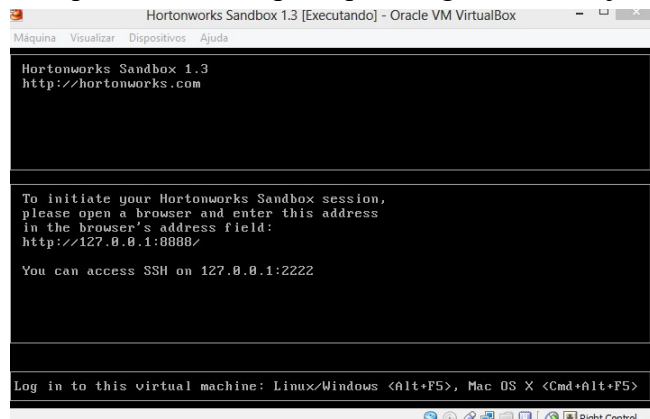 Hortonworks Sandbox 1.3 [Executando] - Oracle VM VirtualBox
Máquina Visualizar Dispositivos Ajuda
Hortonworks Sandbox 1.3
http://hortonworks.com
To initiate your Hortonworks Sandbox session,
please open a browser and enter this address
in the browser's address field:
http://127.0.0.1:8888/
You can access SSH on 127.0.0.1:2222
Log in to this virtual machine: Linux/Windows <Alt+F5>, Mac OS X <Cmd+Alt+F5>
Right Control